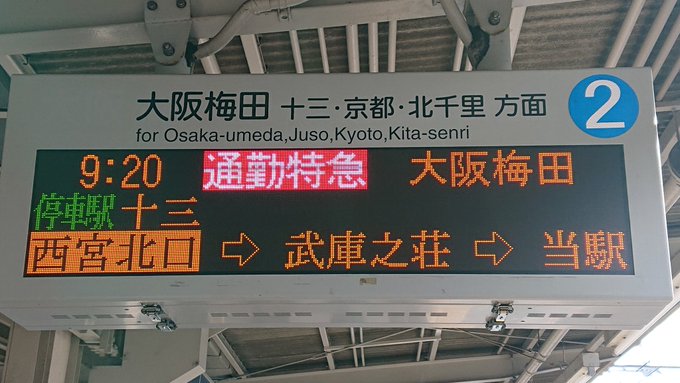 大阪梅田 十三・京都・北千里 方面 2
for Osaka-umeda,Juso,Kyoto,Kita-senri
9:20 通勤特急 大阪梅田
停車駅 十三
西宮北口 ⇨ 武庫之荘 ⇨ 当駅